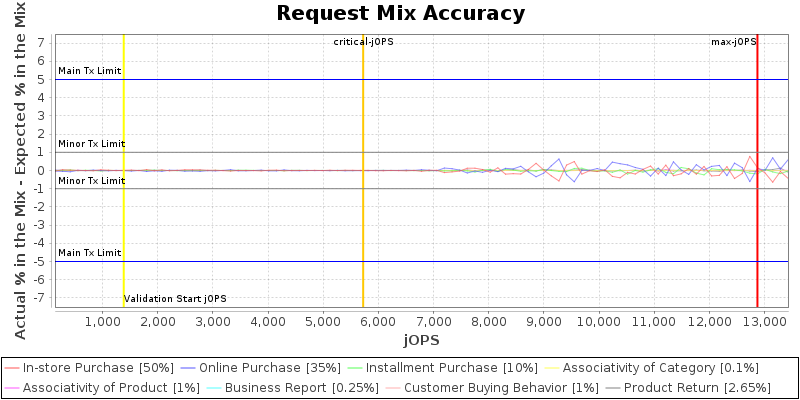 Request Mix Accuracy
Actual % in the Mix - Expected % in the Mix
7
6
5
4
3
2
1
0
-1
-2
-3
-4
-5
-6
-7
critical-jOPS
max-jOPS
Main Tx Limit
Minor Tx Limit
Minor Tx Limit
Main Tx Limit
Validation Start jOPS
1,000 2,000 3,000 4,000 5,000 6,000 7,000 8,000 9,000 10,000 11,000 12,000 13,000
jOPS
In-store Purchase [50%] Online Purchase [35%] Installment Purchase [10%] Associativity of Category [0.1%]
Associativity of Product [1%] Business Report [0.25%] Customer Buying Behavior [1%] Product Return [2.65%]